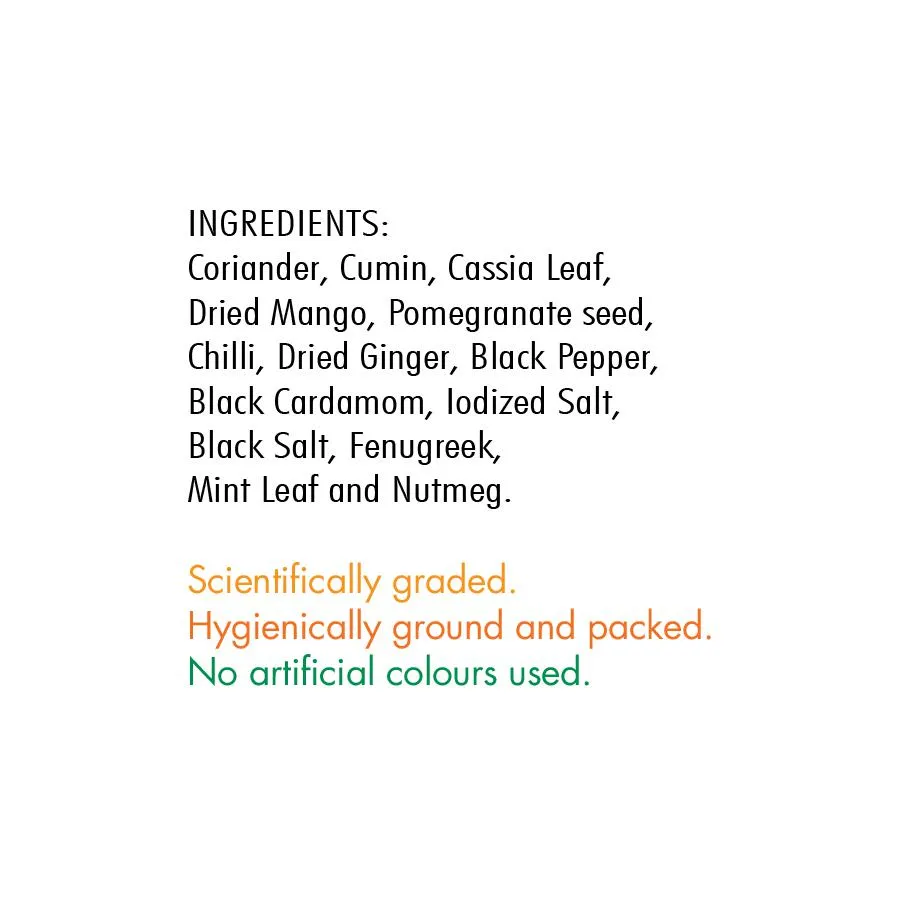 INGREDIENTS:
Coriander, Cumin, Cassia Leaf,
Dried Mango, Pomegranate seed,
Chilli, Dried Ginger, Black Pepper,
Black Cardamom, Iodized Salt,
Black Salt, Fenugreek,
Mint Leaf and Nutmeg.
Scientifically graded.
Hygienically ground and packed.
No artificial colours used.